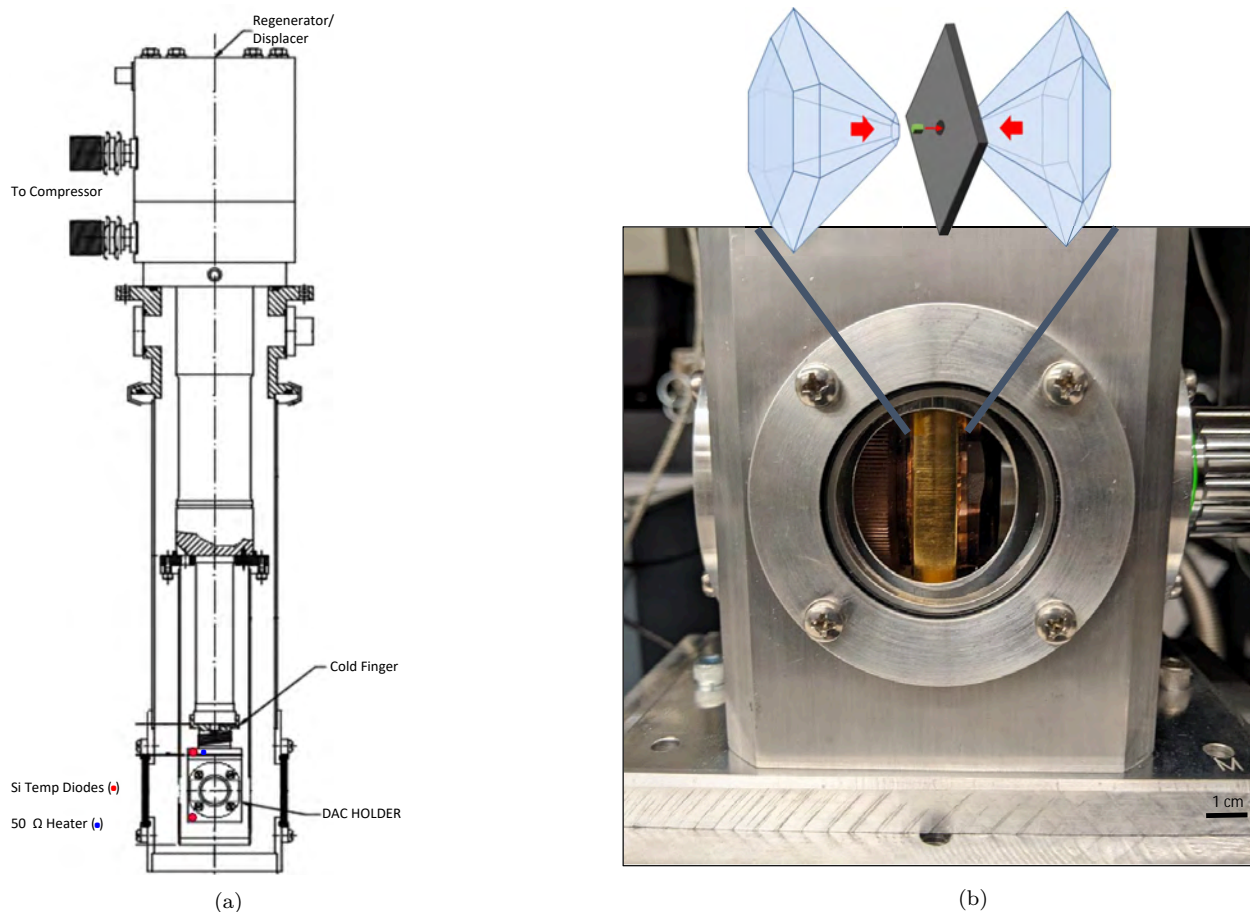 Regenerator/
Displacer
To Compressor
Cold Finger
Si Temp Diodes (•)
DAC HOLDER
50 Ω Heater (•)
M
1 cm
(a)
(b)